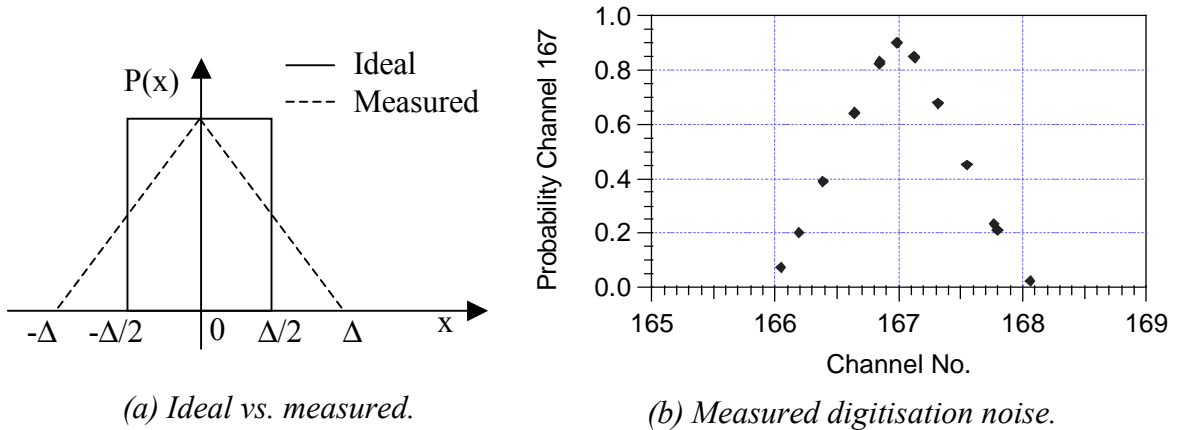 P(x)
Ideal
Measured
-Δ
-Δ/2
0
Δ/2
Δ
x
(a) Ideal vs. measured.
Probability Channel 167
1.0
0.8
0.6
0.4
0.2
0.0
165
166
167
168
169
Channel No.
(b) Measured digitisation noise.